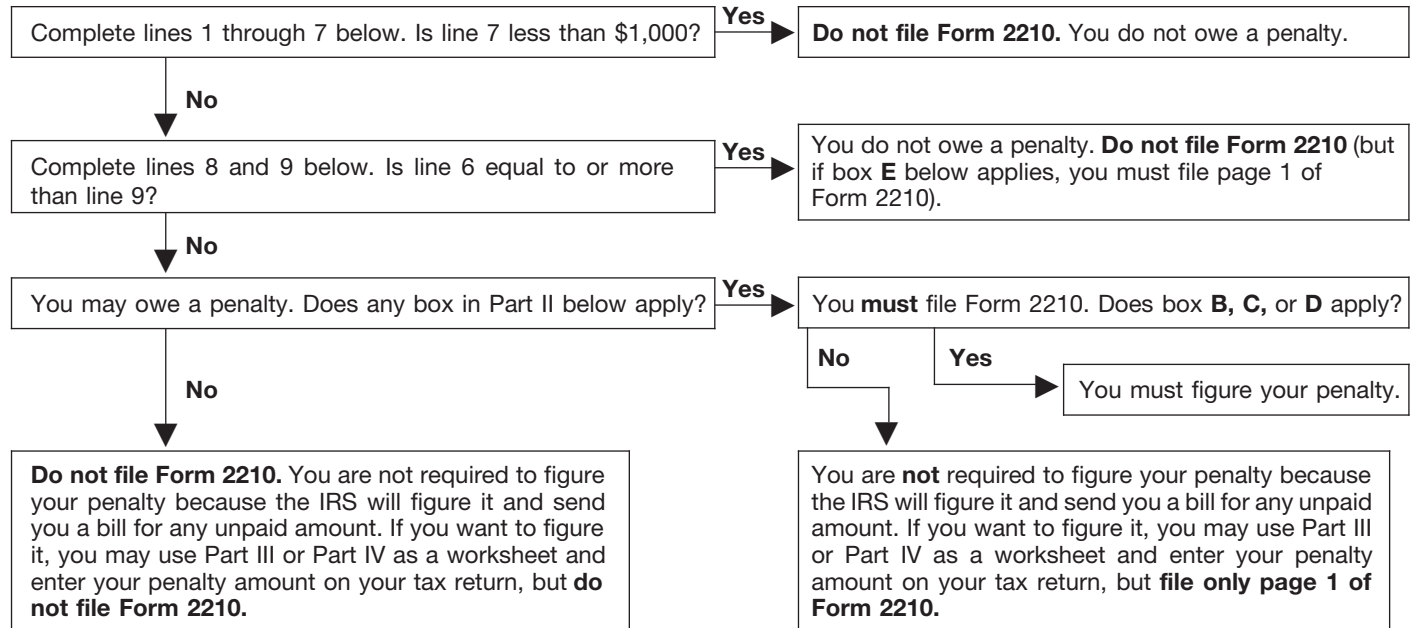 Complete lines 1 through 7 below. Is line 7 less than $1,000?
Yes
Do not file Form 2210. You do not owe a penalty.
No
Complete lines 8 and 9 below. Is line 6 equal to or more
than line 9?
Yes
You do not owe a penalty. Do not file Form 2210 (but
if box E below applies, you must file page 1 of
Form 2210).
No
You may owe a penalty. Does any box in Part II below apply?
Yes
You must file Form 2210. Does box B, C, or D apply?
No
Yes
You must figure your penalty.
No
Do not file Form 2210. You are not required to figure
your penalty because the IRS will figure it and send
you a bill for any unpaid amount. If you want to figure
it, you may use Part III or Part IV as a worksheet and
enter your penalty amount on your tax return, but do
not file Form 2210.
You are not required to figure your penalty because
the IRS will figure it and send you a bill for any unpaid
amount. If you want to figure it, you may use Part III
or Part IV as a worksheet and enter your penalty
amount on your tax return, but file only page 1 of
Form 2210.